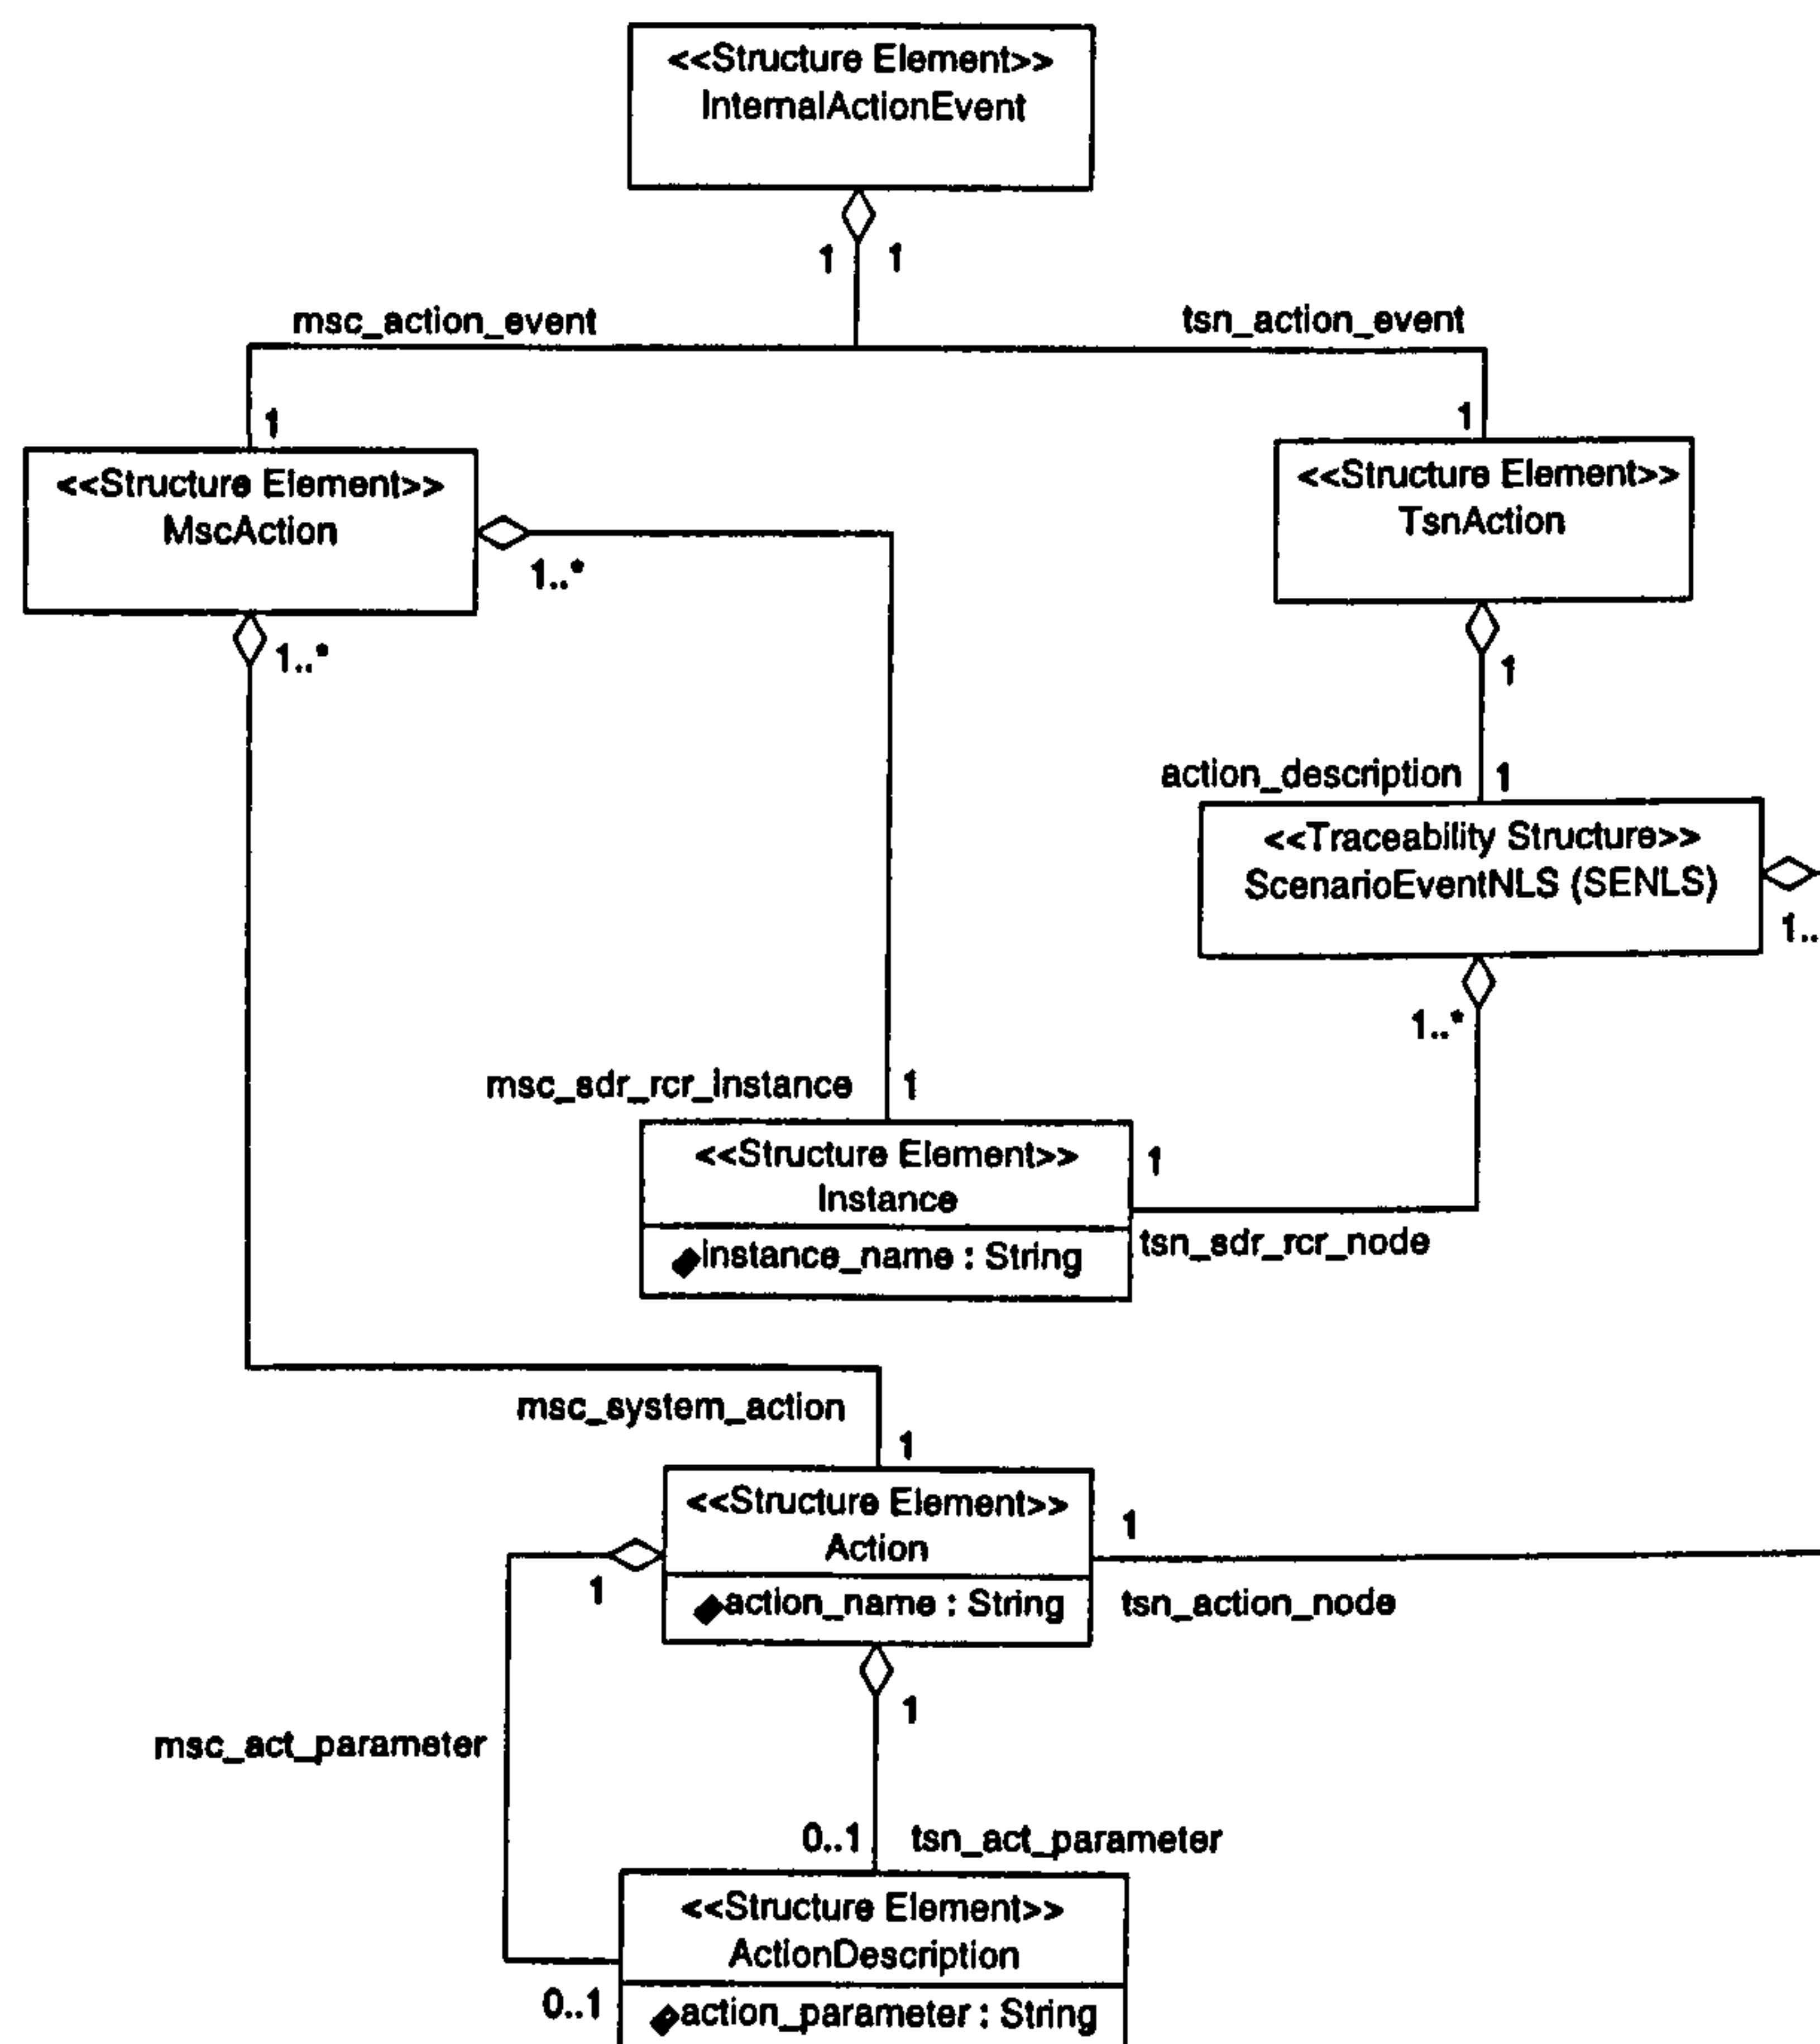 <<Structure Element>>
InternalActionEvent
1 1
msc_action_event
tsn_action_event
1
1
<<Structure Element>>
MscAction
<<Structure Element>>
TsnAction
1..*
1..*
1
action_description
1
<<Traceability Structure>>
ScenarioEventNLS (SENLS)
1..
1..*
msc_sdr_rcr_instance
1
<<Structure Element>>
Instance
1
instance_name : String
tsn_sdr_rcr_node
msc_system_action
1
<<Structure Element>>
Action
1
1
action_name : String
tsn_action_node
1
msc_act_parameter
0..1
tsn_act_parameter
<<Structure Element>>
ActionDescription
0..1
action_parameter : String